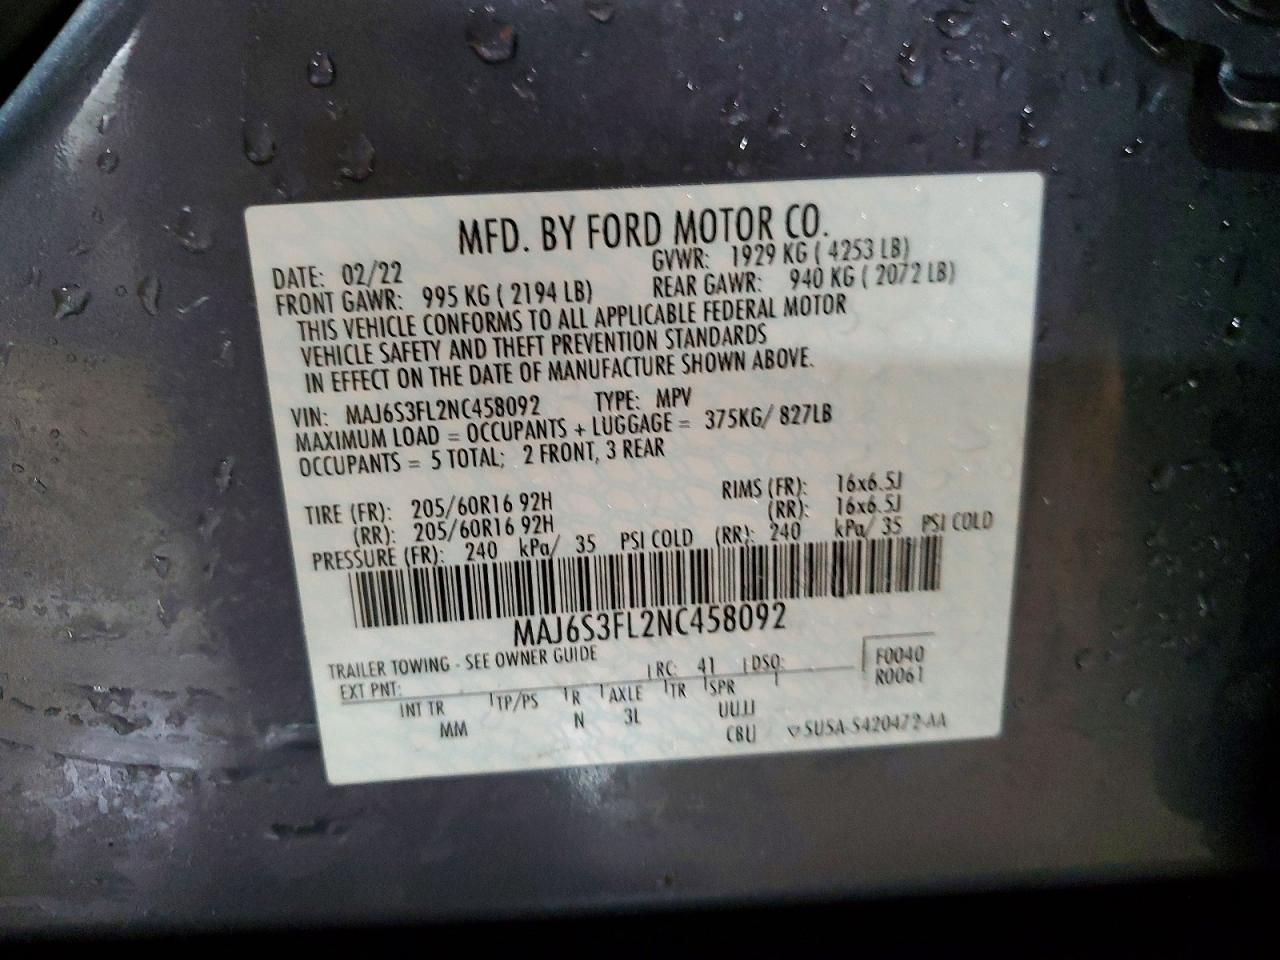 MFD. BY FORD MOTOR CO.
DATE: 02/22 GVWR: 1929 KG ( 4253 LB)
FRONT GAWR: 995 KG ( 2194 LB) REAR GAWR: 940 KG ( 2072 LB)
THIS VEHICLE CONFORMS TO ALL APPLICABLE FEDERAL MOTOR
VEHICLE SAFETY AND THEFT PREVENTION STANDARDS
IN EFFECT ON THE DATE OF MANUFACTURE SHOWN ABOVE.
VIN: MAJ6S3FL2NC458092 TYPE: MPV
MAXIMUM LOAD = OCCUPANTS + LUGGAGE = 375KG/ 827LB
OCCUPANTS = 5 TOTAL; 2 FRONT, 3 REAR
TIRE (FR): 205/60R16 92H RIMS (FR): 16x6.5J
(RR): 205/60R16 92H (RR): 16x6.5J
PRESSURE (FR): 240 kPa/ 35 PSI COLD (RR): 240 kPa/ 35 PSI COLD
MAJ6S3FL2NC458092
TRAILER TOWING - SEE OWNER GUIDE
EXT PNT: RC: 41 DSO: F0040
R0061
INT TR TP/PS R AXLE TR SPR
MM N 3L UUJJ
CBU SU5A-S420472-AA